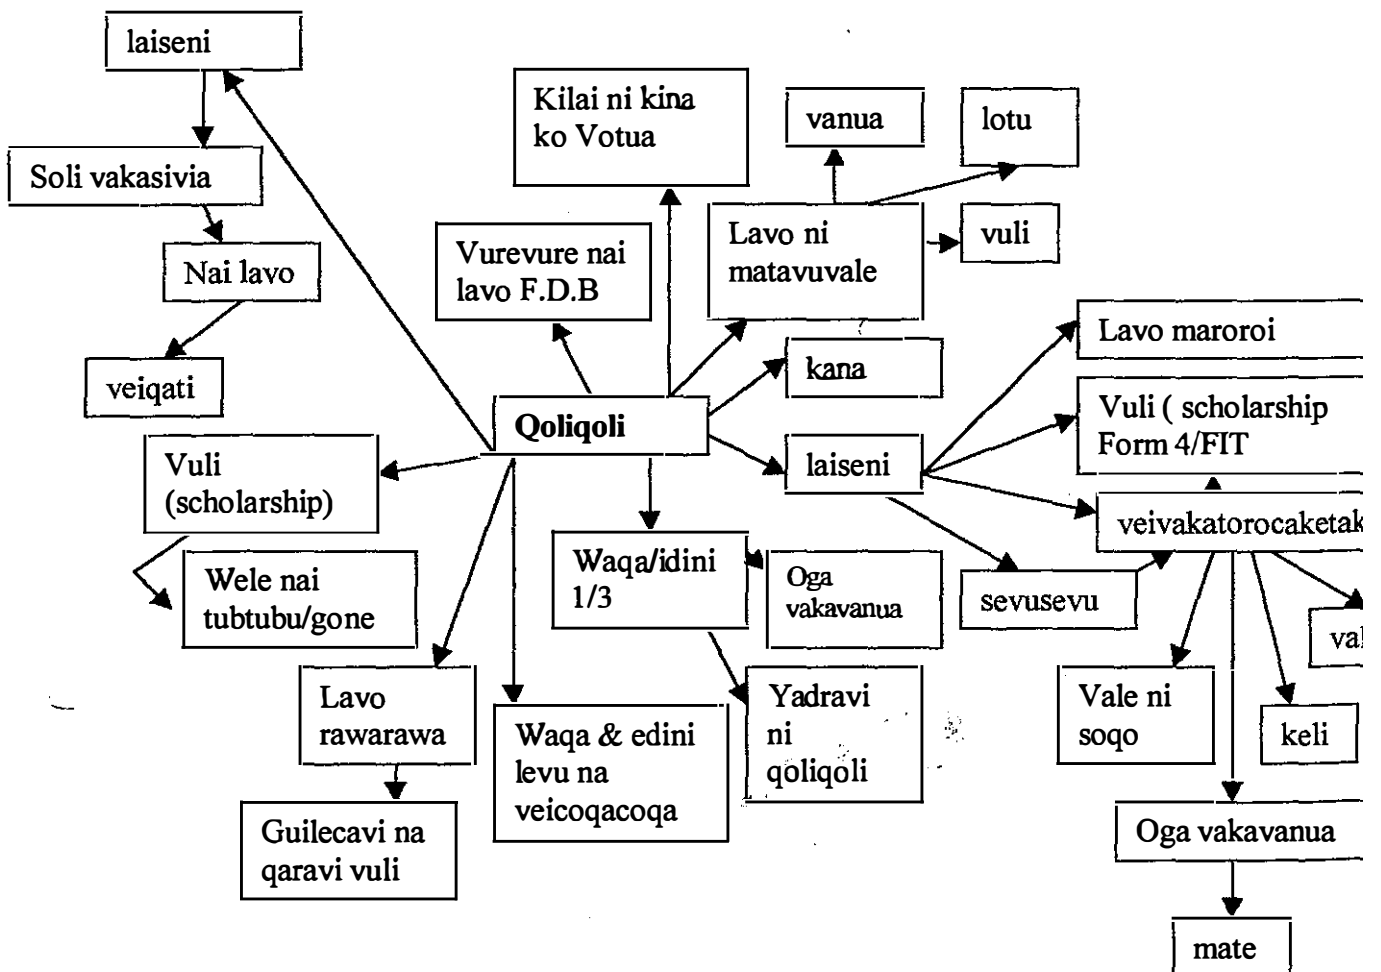 laiseni
Kilai ni kina
ko Votua
vanua
lotu
Soli vakasivia
Vurevure nai
lavo F.D.B
Lavo ni
matavuvale
vuli
Nai lavo
Lavo maroroi
veiqati
kana
Vuli ( scholarship
Form 4/FIT
Qoliqoli
laiseni
Vuli
(scholarship)
veivakatorocaketak
Waqa/idini
1/3
Oga
vakavanua
Wele nai
tubtubu/gone
sevusevu
Lavo
rawarawa
Waqa & edini
levu na
veicoqacoqa
Yadravi
ni
qoliqoli
Vale ni
soqo
keli
Guilecavi na
qaravi vuli
Oga vakavanua
mate